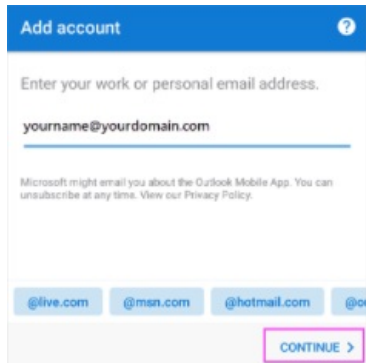 Add account ?
Enter your work or personal email address.
yourname@yourdomain.com
Microsoft might email you about the Outlook Mobile App. You can
unsubscribe at any time. View our Privacy Policy.
@live.com @msn.com @hotmail.com
CONTINUE >